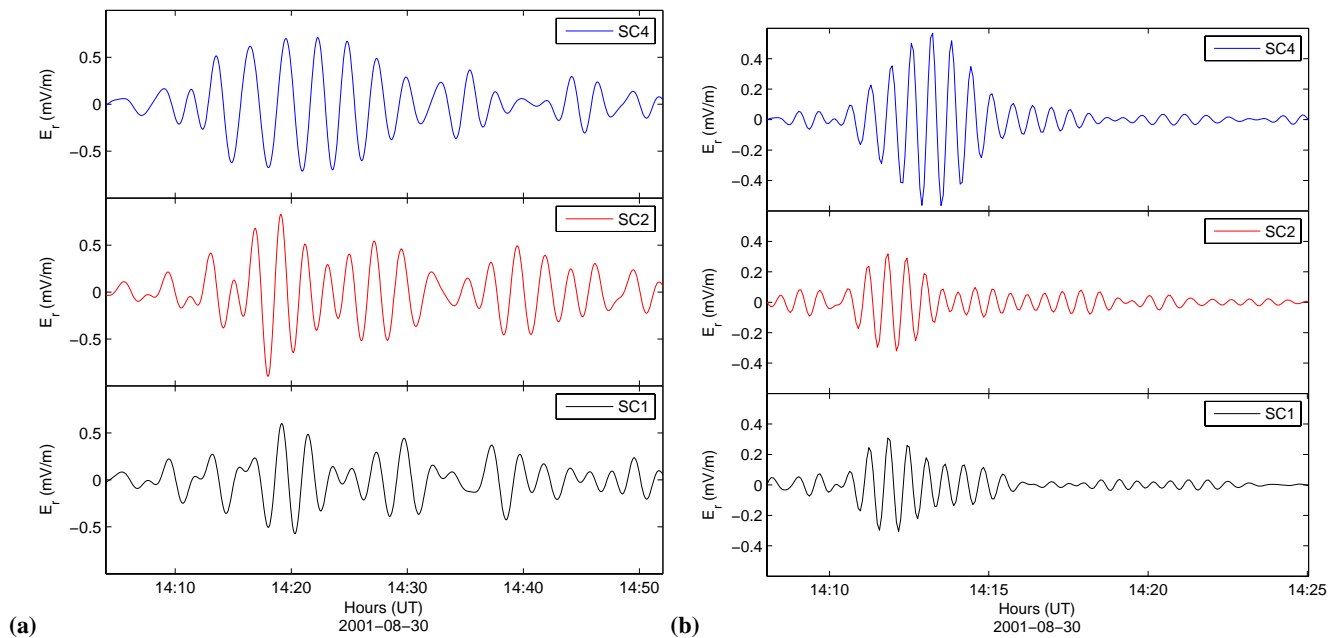 SC4
0.5
0
−0.5
E_r (mV/m)
SC2
0.5
0
−0.5
E_r (mV/m)
SC1
0.5
0
−0.5
E_r (mV/m)
14:10 14:20 14:30 14:40 14:50
Hours (UT)
2001−08−30
(a)
SC4
0.4
0.2
0
−0.2
−0.4
E_r (mV/m)
SC2
0.4
0.2
0
−0.2
−0.4
E_r (mV/m)
SC1
0.4
0.2
0
−0.2
−0.4
E_r (mV/m)
14:10 14:15 14:20 14:25
Hours (UT)
2001−08−30
(b)